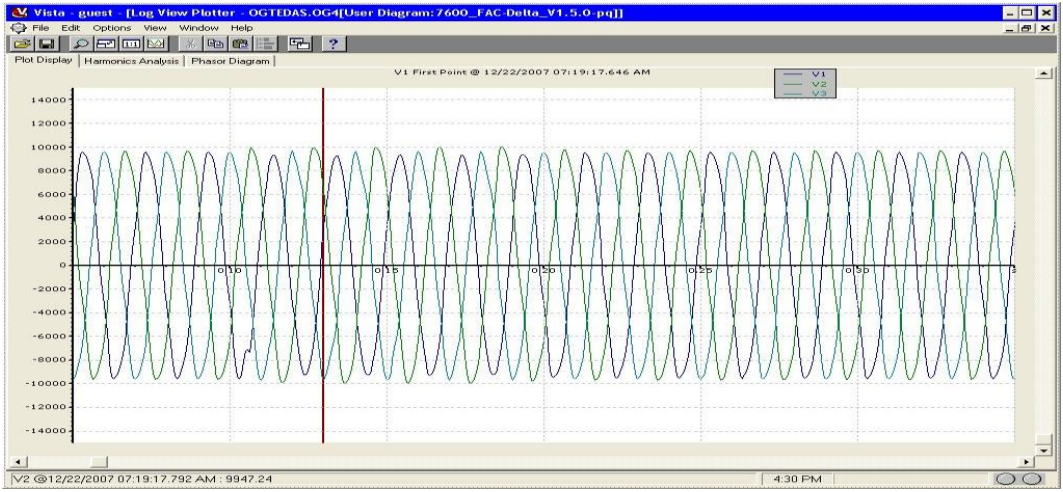 Vista - guest - [Log View Plotter - OGTEDAS.OG4[User Diagram: 7600_FAC-Delta_V1.5.0-pq]]
File Edit Options View Window Help
Plot Display Harmonics Analysis Phasor Diagram
V1 First Point @ 12/22/2007 07:19:17.646 AM
V1
V2
V3
14000
12000
10000
8000
6000
4000
2000
0
0.10 0.15 0.20 0.25 0.30
-2000
-4000
-6000
-8000
-10000
-12000
-14000
V2 @12/22/2007 07:19:17.792 AM : 9947.24
4:30 PM